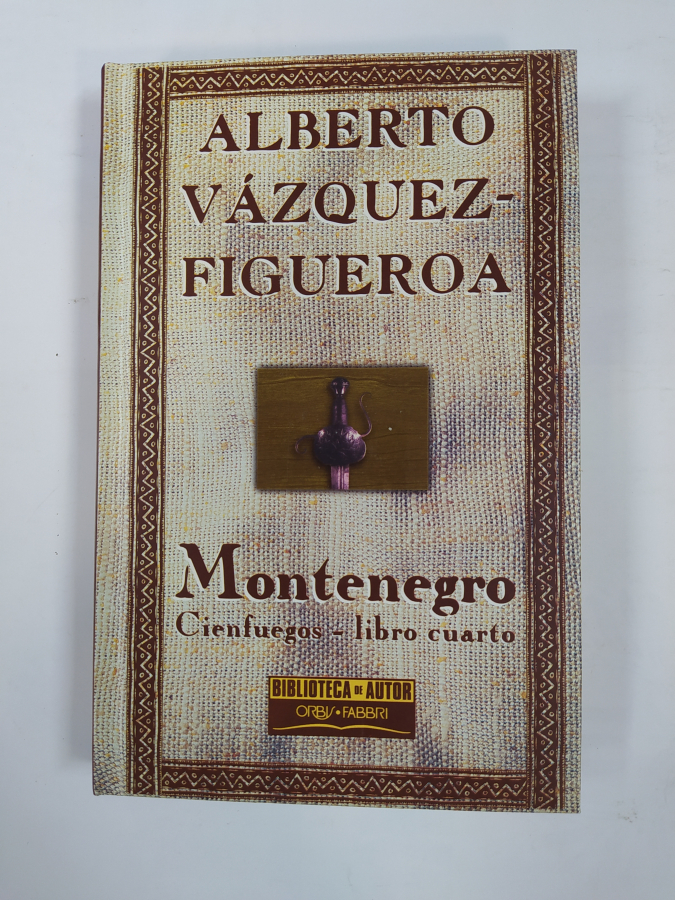 ALBERTO
VÁZQUEZ-
FIGUEROA
Montenegro
Cienfuegos - libro cuarto
BIBLIOTECA DE AUTOR
ORBIS • FABBRI